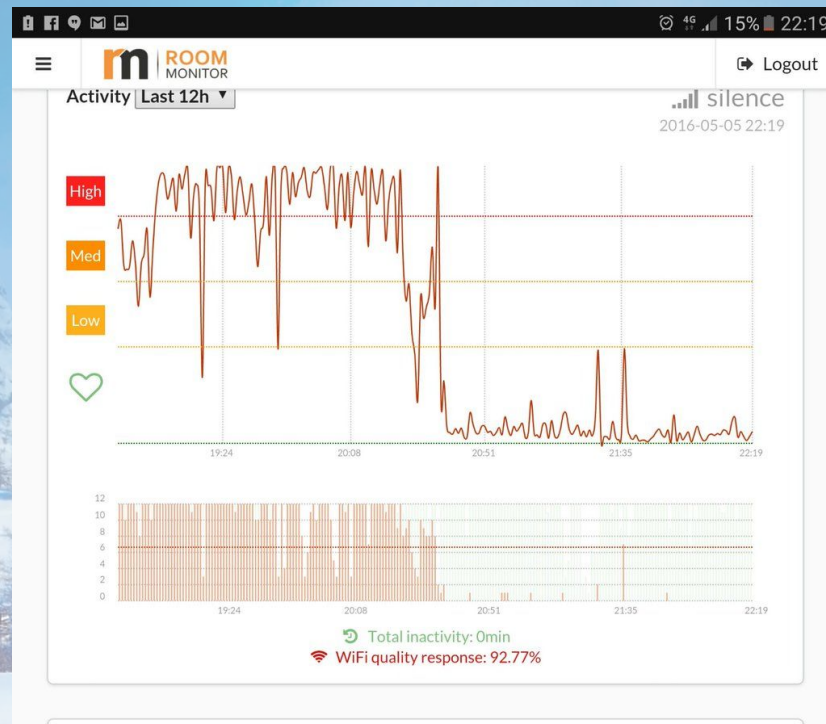 4G 15% 22:19
rm ROOM
MONITOR
Logout
Activity Last 12h
silence
2016-05-05 22:19
High
Med
Low
19:24 20:08 20:51 21:35 22:19
12
10
8
6
4
2
0
19:24 20:08 20:51 21:35 22:19
Total inactivity: 0min
WiFi quality response: 92.77%